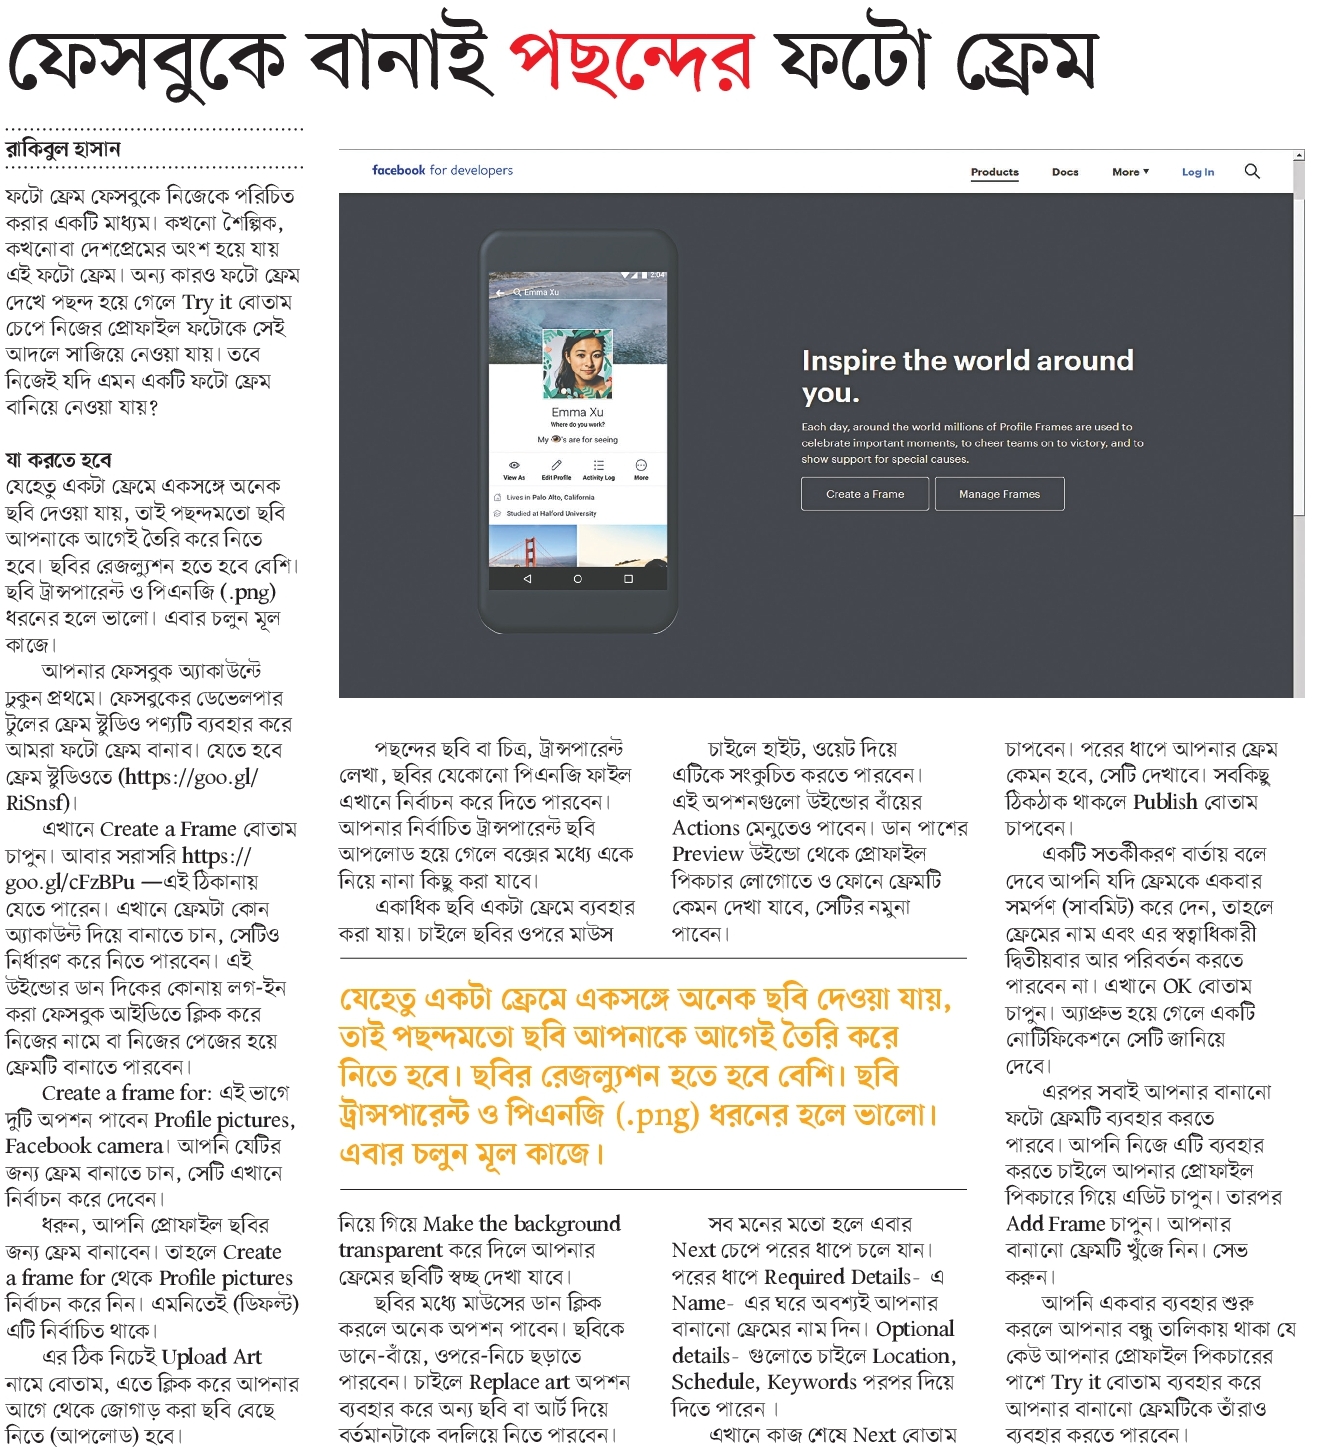 ফেসবুকে বানাই পছন্দের ফটো ফ্রেম
রাকিবুল হাসান
ফটো ফ্রেম ফেসবুকে নিজেকে পরিচিত
করার একটি মাধ্যম। কখনো শৈল্পিক,
কখনোবা দেশপ্রেমের অংশ হয়ে যায়
এই ফটো ফ্রেম। অন্য কারও ফটো ফ্রেম
দেখে পছন্দ হয়ে গেলে Try it বোতাম
চেপে নিজের প্রোফাইল ফটোকে সেই
আদলে সাজিয়ে নেওয়া যায়। তবে
নিজেই যদি এমন একটি ফটো ফ্রেম
বানিয়ে নেওয়া যায়?
যা করতে হবে
যেহেতু একটা ফ্রেমে একসঙ্গে অনেক
ছবি দেওয়া যায়, তাই পছন্দমতো ছবি
আপনাকে আগেই তৈরি করে নিতে
হবে। ছবির রেজল্যুশন হতে হবে বেশি।
ছবি ট্রান্সপারেন্ট ও পিএনজি (.png)
ধরনের হলে ভালো। এবার চলুন মূল
কাজে।
আপনার ফেসবুক অ্যাকাউন্টে
ঢুকুন প্রথমে। ফেসবুকের ডেভেলপার
টুলের ফ্রেম স্টুডিও পণ্যটি ব্যবহার করে
আমরা ফটো ফ্রেম বানাব। যেতে হবে
ফ্রেম স্টুডিওতে (https://goo.gl/
RiSnsf)।
এখানে Create a Frame বোতাম
চাপুন। আবার সরাসরি https://
goo.gl/cFzBPu —এই ঠিকানায়
যেতে পারেন। এখানে ফ্রেমটা কোন
অ্যাকাউন্ট দিয়ে বানাতে চান, সেটিও
নির্ধারণ করে নিতে পারবেন। এই
উইন্ডোর ডান দিকের কোনায় লগ-ইন
করা ফেসবুক আইডিতে ক্লিক করে
নিজের নামে বা নিজের পেজের হয়ে
ফ্রেমটি বানাতে পারবেন।
Create a frame for: এই ভাগে
দুটি অপশন পাবেন Profile pictures,
Facebook camera। আপনি যেটির
জন্য ফ্রেম বানাতে চান, সেটি এখানে
নির্বাচন করে দেবেন।
ধরুন, আপনি প্রোফাইল ছবির
জন্য ফ্রেম বানাবেন। তাহলে Create
a frame for থেকে Profile pictures
নির্বাচন করে নিন। এমনিতেই (ডিফল্ট)
এটি নির্বাচিত থাকে।
এর ঠিক নিচেই Upload Art
নামে বোতাম, এতে ক্লিক করে আপনার
আগে থেকে জোগাড় করা ছবি বেছে
নিতে (আপলোড) হবে।
facebook for developers
Products Docs More Log In
2:04
Emma Xu
Emma Xu
Where do you work?
My 👁's are for seeing
View As Edit Profile Activity Log More
Lives in Palo Alto, California
Studied at Halford University
Inspire the world around
you.
Each day, around the world millions of Profile Frames are used to
celebrate important moments, to cheer teams on to victory, and to
show support for special causes.
Create a Frame Manage Frames
পছন্দের ছবি বা চিত্র, ট্রান্সপারেন্ট
লেখা, ছবির যেকোনো পিএনজি ফাইল
এখানে নির্বাচন করে দিতে পারবেন।
আপনার নির্বাচিত ট্রান্সপারেন্ট ছবি
আপলোড হয়ে গেলে বক্সের মধ্যে একে
নিয়ে নানা কিছু করা যাবে।
একাধিক ছবি একটা ফ্রেমে ব্যবহার
করা যায়। চাইলে ছবির ওপরে মাউস
যেহেতু একটা ফ্রেমে একসঙ্গে অনেক ছবি দেওয়া যায়,
তাই পছন্দমতো ছবি আপনাকে আগেই তৈরি করে
নিতে হবে। ছবির রেজল্যুশন হতে হবে বেশি। ছবি
ট্রান্সপারেন্ট ও পিএনজি (.png) ধরনের হলে ভালো।
এবার চলুন মূল কাজে।
নিয়ে গিয়ে Make the background
transparent করে দিলে আপনার
ফ্রেমের ছবিটি স্বচ্ছ দেখা যাবে।
ছবির মধ্যে মাউসের ডান ক্লিক
করলে অনেক অপশন পাবেন। ছবিকে
ডানে-বাঁয়ে, ওপরে-নিচে ছড়াতে
পারবেন। চাইলে Replace art অপশন
ব্যবহার করে অন্য ছবি বা আর্ট দিয়ে
বর্তমানটাকে বদলিয়ে নিতে পারবেন।
চাইলে হাইট, ওয়েট দিয়ে
এটিকে সংকুচিত করতে পারবেন।
এই অপশনগুলো উইন্ডোর বাঁয়ের
Actions মেনুতেও পাবেন। ডান পাশের
Preview উইন্ডো থেকে প্রোফাইল
পিকচার লোগোতে ও ফোনে ফ্রেমটি
কেমন দেখা যাবে, সেটির নমুনা
পাবেন।
সব মনের মতো হলে এবার
Next চেপে পরের ধাপে চলে যান।
পরের ধাপে Required Details- এ
Name- এর ঘরে অবশ্যই আপনার
বানানো ফ্রেমের নাম দিন। Optional
details- গুলোতে চাইলে Location,
Schedule, Keywords পরপর দিয়ে
দিতে পারেন ।
এখানে কাজ শেষে Next বোতাম
চাপবেন। পরের ধাপে আপনার ফ্রেম
কেমন হবে, সেটি দেখাবে। সবকিছু
ঠিকঠাক থাকলে Publish বোতাম
চাপবেন।
একটি সতর্কীকরণ বার্তায় বলে
দেবে আপনি যদি ফ্রেমকে একবার
সমর্পণ (সাবমিট) করে দেন, তাহলে
ফ্রেমের নাম এবং এর স্বত্বাধিকারী
দ্বিতীয়বার আর পরিবর্তন করতে
পারবেন না। এখানে OK বোতাম
চাপুন। অ্যাপ্রুভ হয়ে গেলে একটি
নোটিফিকেশনে সেটি জানিয়ে
দেবে।
এরপর সবাই আপনার বানানো
ফটো ফ্রেমটি ব্যবহার করতে
পারবে। আপনি নিজে এটি ব্যবহার
করতে চাইলে আপনার প্রোফাইল
পিকচারে গিয়ে এডিট চাপুন। তারপর
Add Frame চাপুন। আপনার
বানানো ফ্রেমটি খুঁজে নিন। সেভ
করুন।
আপনি একবার ব্যবহার শুরু
করলে আপনার বন্ধু তালিকায় থাকা যে
কেউ আপনার প্রোফাইল পিকচারের
পাশে Try it বোতাম ব্যবহার করে
আপনার বানানো ফ্রেমটিকে তাঁরাও
ব্যবহার করতে পারবেন।